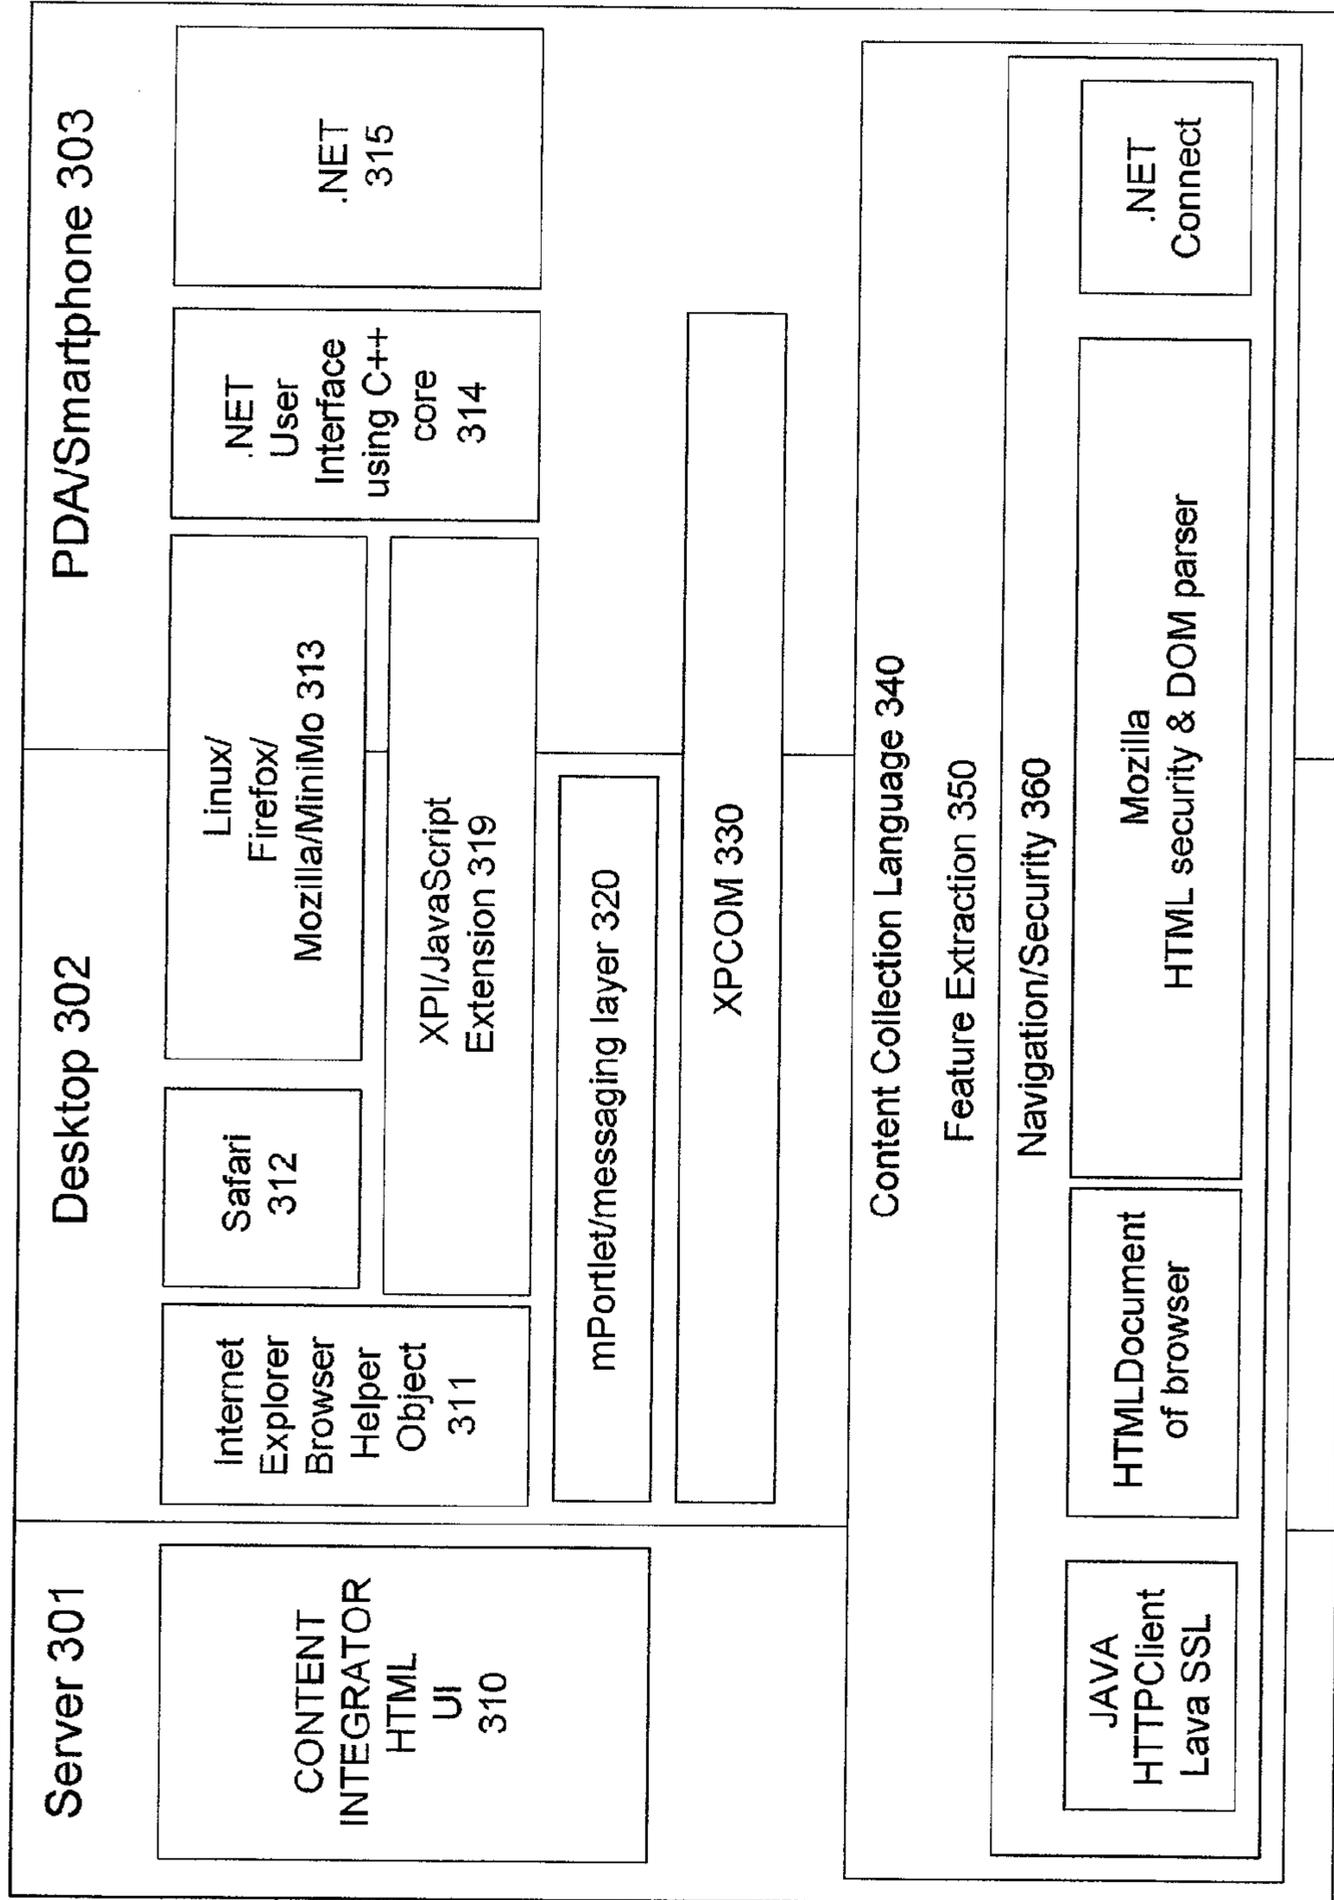 Server 301
Desktop 302
PDA/Smartphone 303
CONTENT
INTEGRATOR
HTML
UI
310
Internet
Explorer
Browser
Helper
Object
311
Safari
312
Linux/
Firefox/
Mozilla/MiniMo 313
XPI/JavaScript
Extension 319
.NET
User
Interface
using C++
core
314
.NET
315
mPortlet/messaging layer 320
XPCOM 330
Content Collection Language 340
Feature Extraction 350
Navigation/Security 360
JAVA
HTTPClient
Lava SSL
HTMLDocument
of browser
Mozilla
HTML security & DOM parser
.NET
Connect